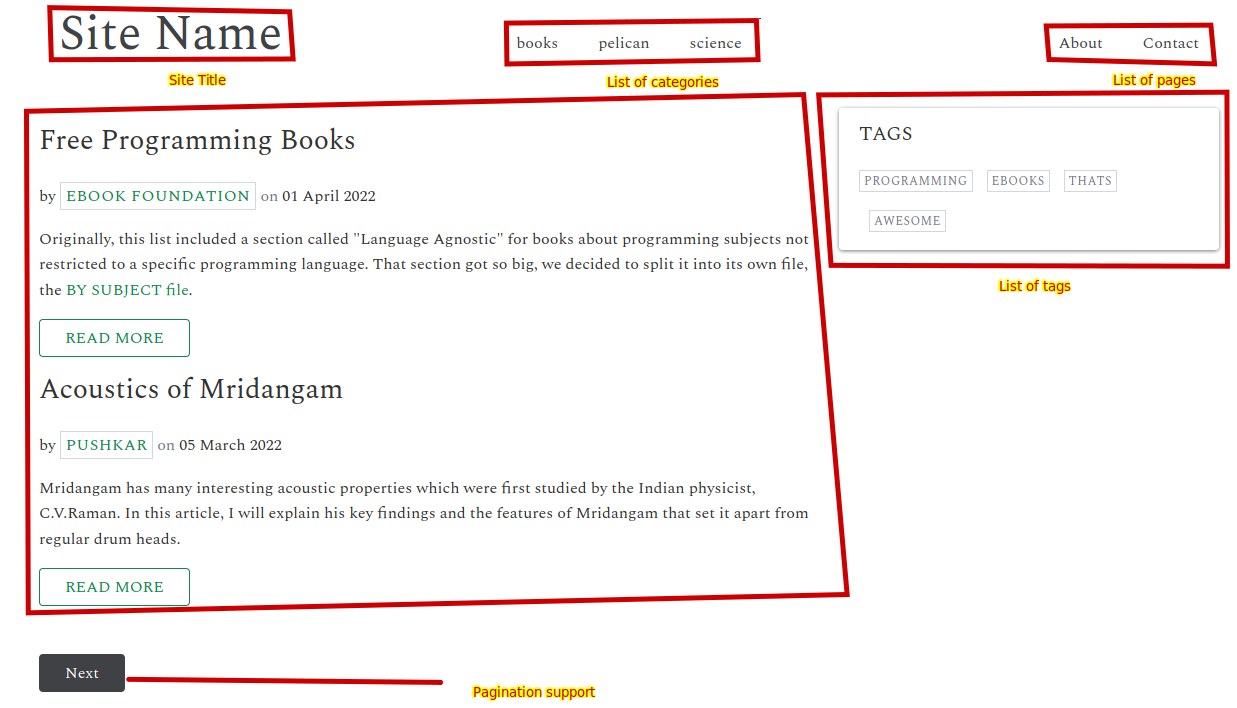 Site Name
books pelican science
About Contact
Site Title
List of categories
List of pages
Free Programming Books
by EBOOK FOUNDATION on 01 April 2022
Originally, this list included a section called "Language Agnostic" for books about programming subjects not
restricted to a specific programming language. That section got so big, we decided to split it into its own file,
the BY SUBJECT file.
READ MORE
Acoustics of Mridangam
by PUSHKAR on 05 March 2022
Mridangam has many interesting acoustic properties which were first studied by the Indian physicist,
C.V.Raman. In this article, I will explain his key findings and the features of Mridangam that set it apart from
regular drum heads.
READ MORE
TAGS
PROGRAMMING EBOOKS THATS
AWESOME
List of tags
Next
Pagination support